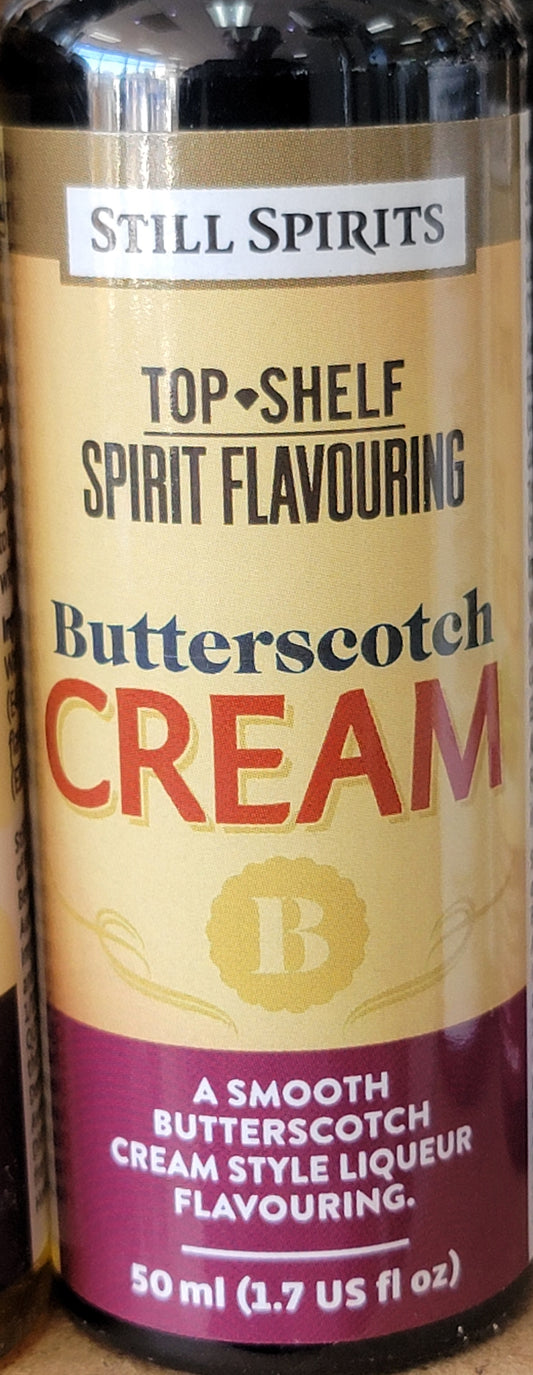 STILL SPIRITS
TOP•SHELF
SPIRIT FLAVOURING
Butterscotch
CREAM
B
A SMOOTH
BUTTERSCOTCH
CREAM STYLE LIQUEUR
FLAVOURING.
50 ml (1.7 US fl oz)